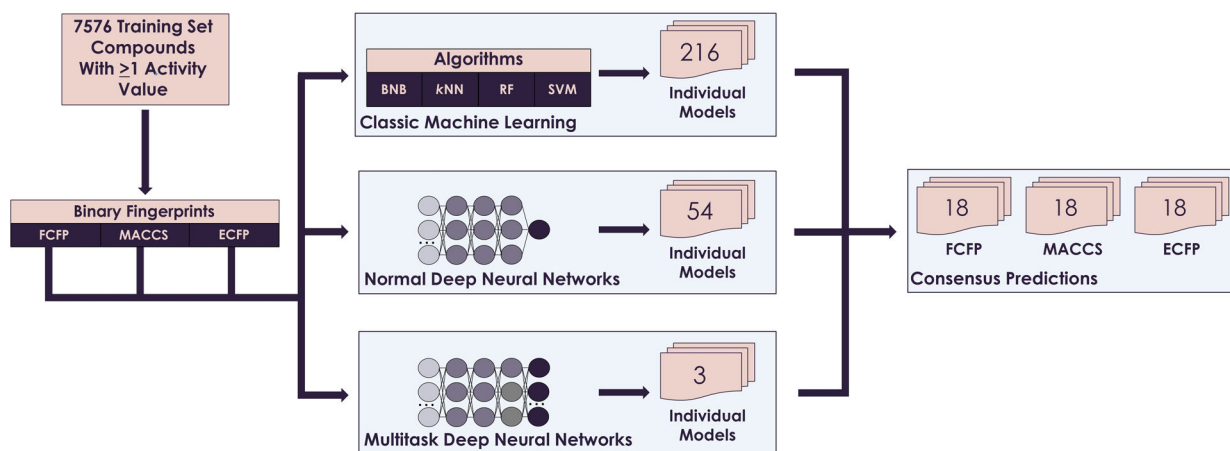 7576 Training Set
Compounds
With ≥1 Activity
Value
Binary Fingerprints
FCFP MACCS ECFP
Algorithms
BNB kNN RF SVM
Classic Machine Learning
216
Individual
Models
Normal Deep Neural Networks
54
Individual
Models
Multitask Deep Neural Networks
3
Individual
Models
18 18 18
FCFP MACCS ECFP
Consensus Predictions